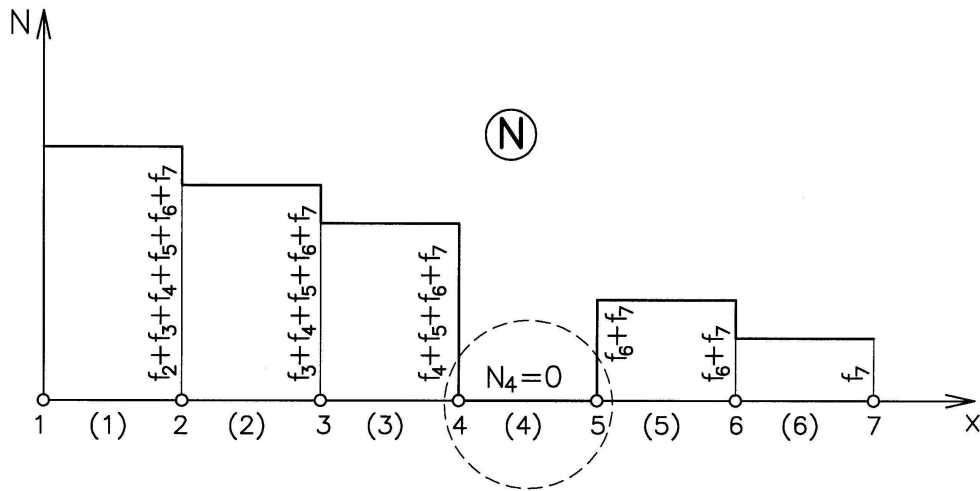 N
N
f₂+f₃+f₄+f₅+f₆+f₇
f₃+f₄+f₅+f₆+f₇
f₄+f₅+f₆+f₇
N₄=0
f₆+f₇
f₆+f₇
f₇
1 (1) 2 (2) 3 (3) 4 (4) 5 (5) 6 (6) 7 x